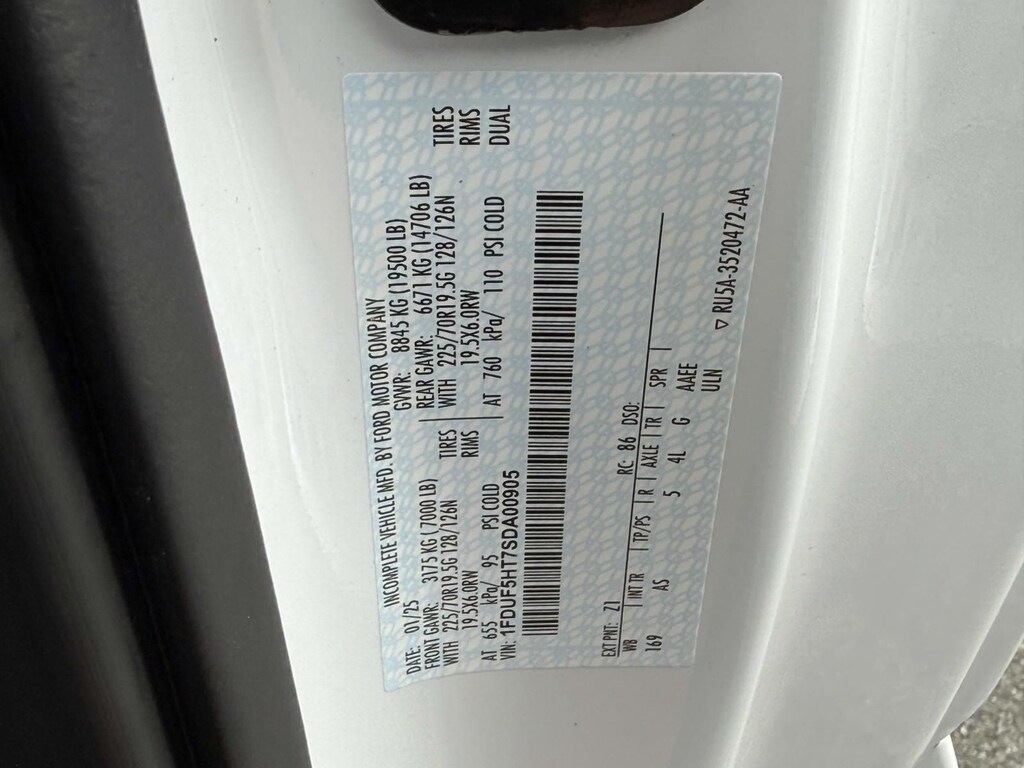 INCOMPLETE VEHICLE MFD. BY FORD MOTOR COMPANY
DATE: 01/25 GVWR: 8845 KG (19500 LB)
FRONT GAWR: 3175 KG (7000 LB) REAR GAWR: 6671 KG (14706 LB)
WITH 225/70R19.5G 128/126N TIRES WITH 225/70R19.5G 128/126N TIRES
19.5X6.0RW RIMS 19.5X6.0RW RIMS
AT 655 kPa/ 95 PSI COLD AT 760 kPa/ 110 PSI COLD DUAL
VIN: 1FDUF5HT7SDA00905
EXT PNT: Z1 RC: 86 DSO:
WB INT TR TP/PS R AXLE TR SPR
169 AS 5 4L G AAEE
ULN
▽ RU5A-3520472-AA